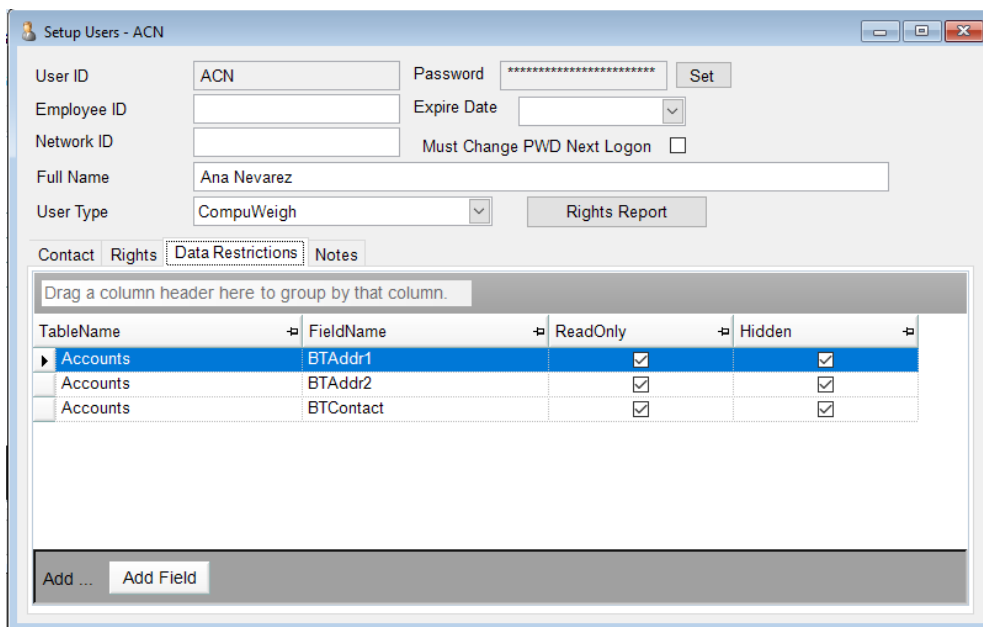 Setup Users - ACN
User ID ACN Password ************************ Set
Employee ID Expire Date
Network ID Must Change PWD Next Logon
Full Name Ana Nevarez
User Type CompuWeigh Rights Report
Contact Rights Data Restrictions Notes
Drag a column header here to group by that column.
TableName FieldName ReadOnly Hidden
Accounts BTAddr1
Accounts BTAddr2
Accounts BTContact
Add ... Add Field